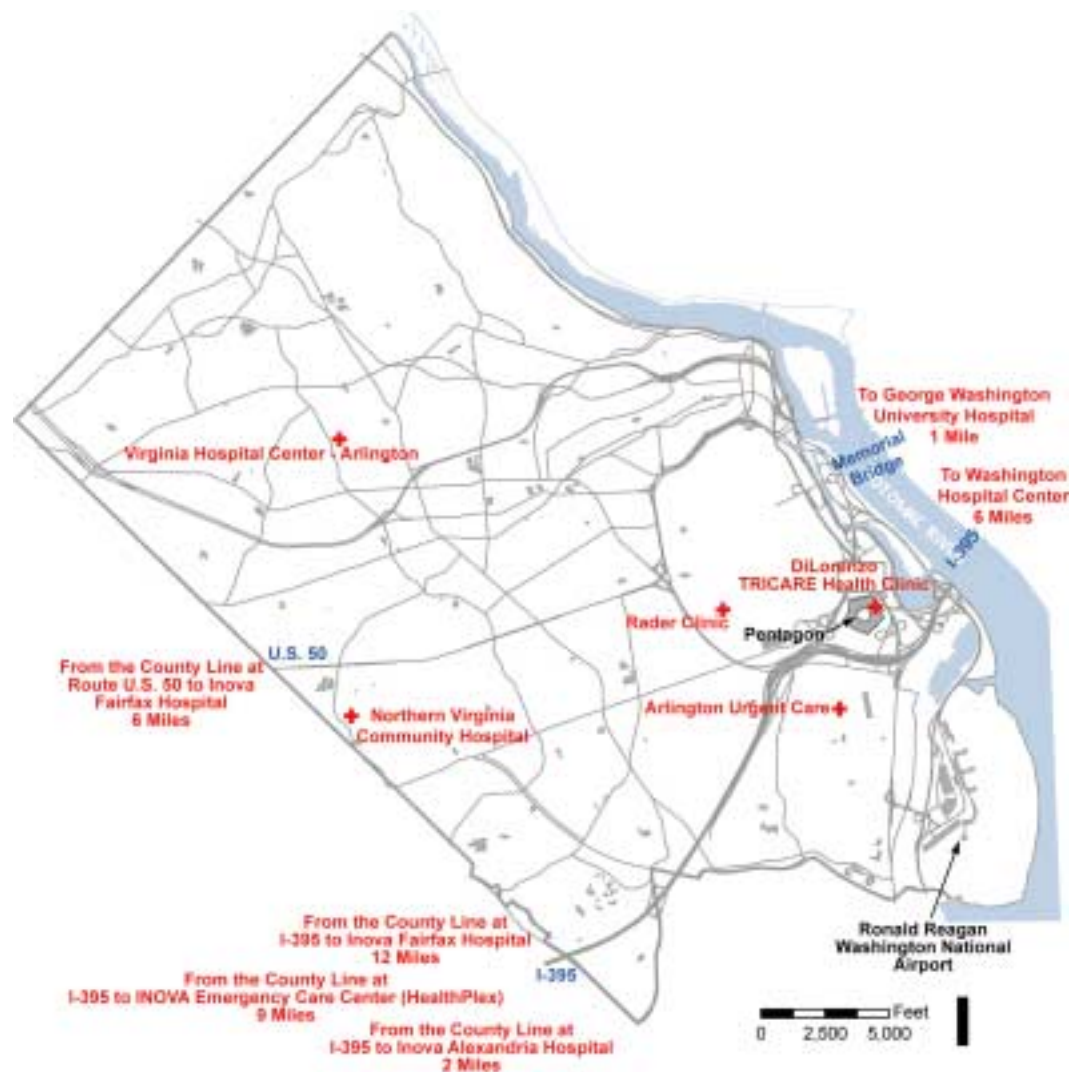 To George Washington
University Hospital
1 Mile
Memorial
Bridge
To Washington
Hospital Center
6 Miles
POTOMAC RIVER
I-395
Virginia Hospital Center - Arlington
DiLorinzo
TRICARE Health Clinic
Rader Clinic
Pentagon
U.S. 50
From the County Line at
Route U.S. 50 to Inova
Fairfax Hospital
6 Miles
Northern Virginia
Community Hospital
Arlington Urgent Care
From the County Line at
I-395 to Inova Fairfax Hospital
12 Miles
I-395
From the County Line at
I-395 to INOVA Emergency Care Center (HealthPlex)
9 Miles
From the County Line at
I-395 to Inova Alexandria Hospital
2 Miles
Ronald Reagan
Washington National
Airport
Feet
0 2,500 5,000